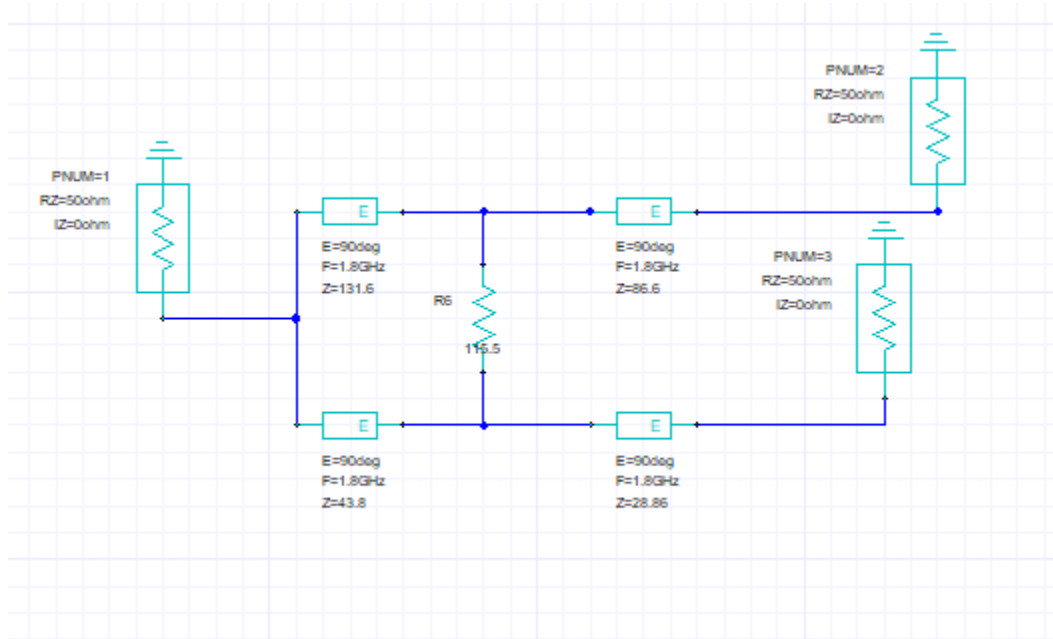 PNUM=2
RZ=50ohm
IZ=0ohm
PNUM=1
RZ=50ohm
IZ=0ohm
E
E=90deg
F=1.8GHz
Z=131.6
E
E=90deg
F=1.8GHz
Z=86.6
PNUM=3
RZ=50ohm
IZ=0ohm
R6
115.5
E
E=90deg
F=1.8GHz
Z=43.8
E
E=90deg
F=1.8GHz
Z=28.86